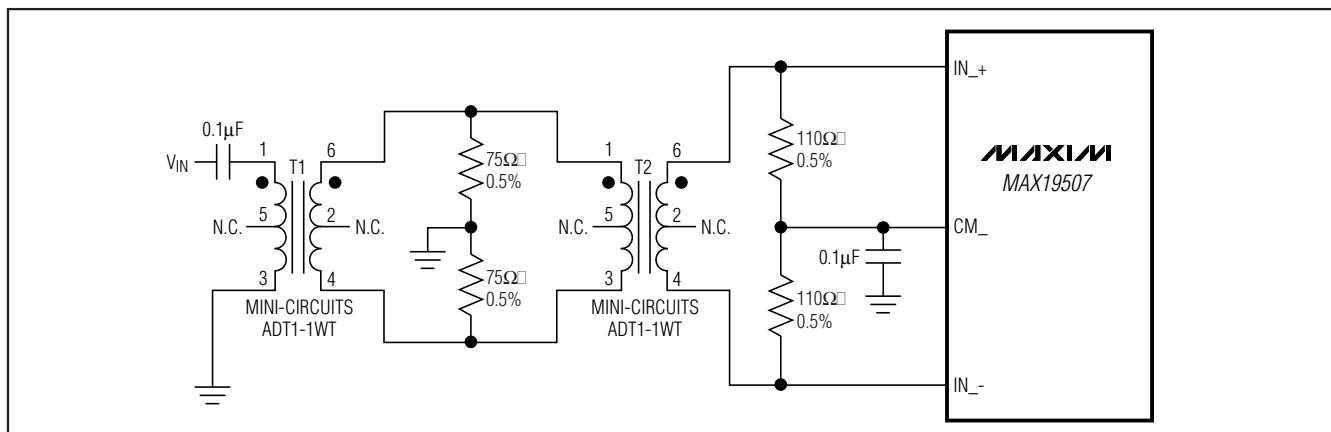 IN_+
0.1μF
VIN
1
T1
6
5
2
N.C.
N.C.
3
4
MINI-CIRCUITS
ADT1-1WT
75Ω□
0.5%
75Ω□
0.5%
1
T2
6
5
2
N.C.
N.C.
3
4
MINI-CIRCUITS
ADT1-1WT
110Ω□
0.5%
0.1μF
110Ω□
0.5%
MAXIM
MAX19507
CM_
IN_-